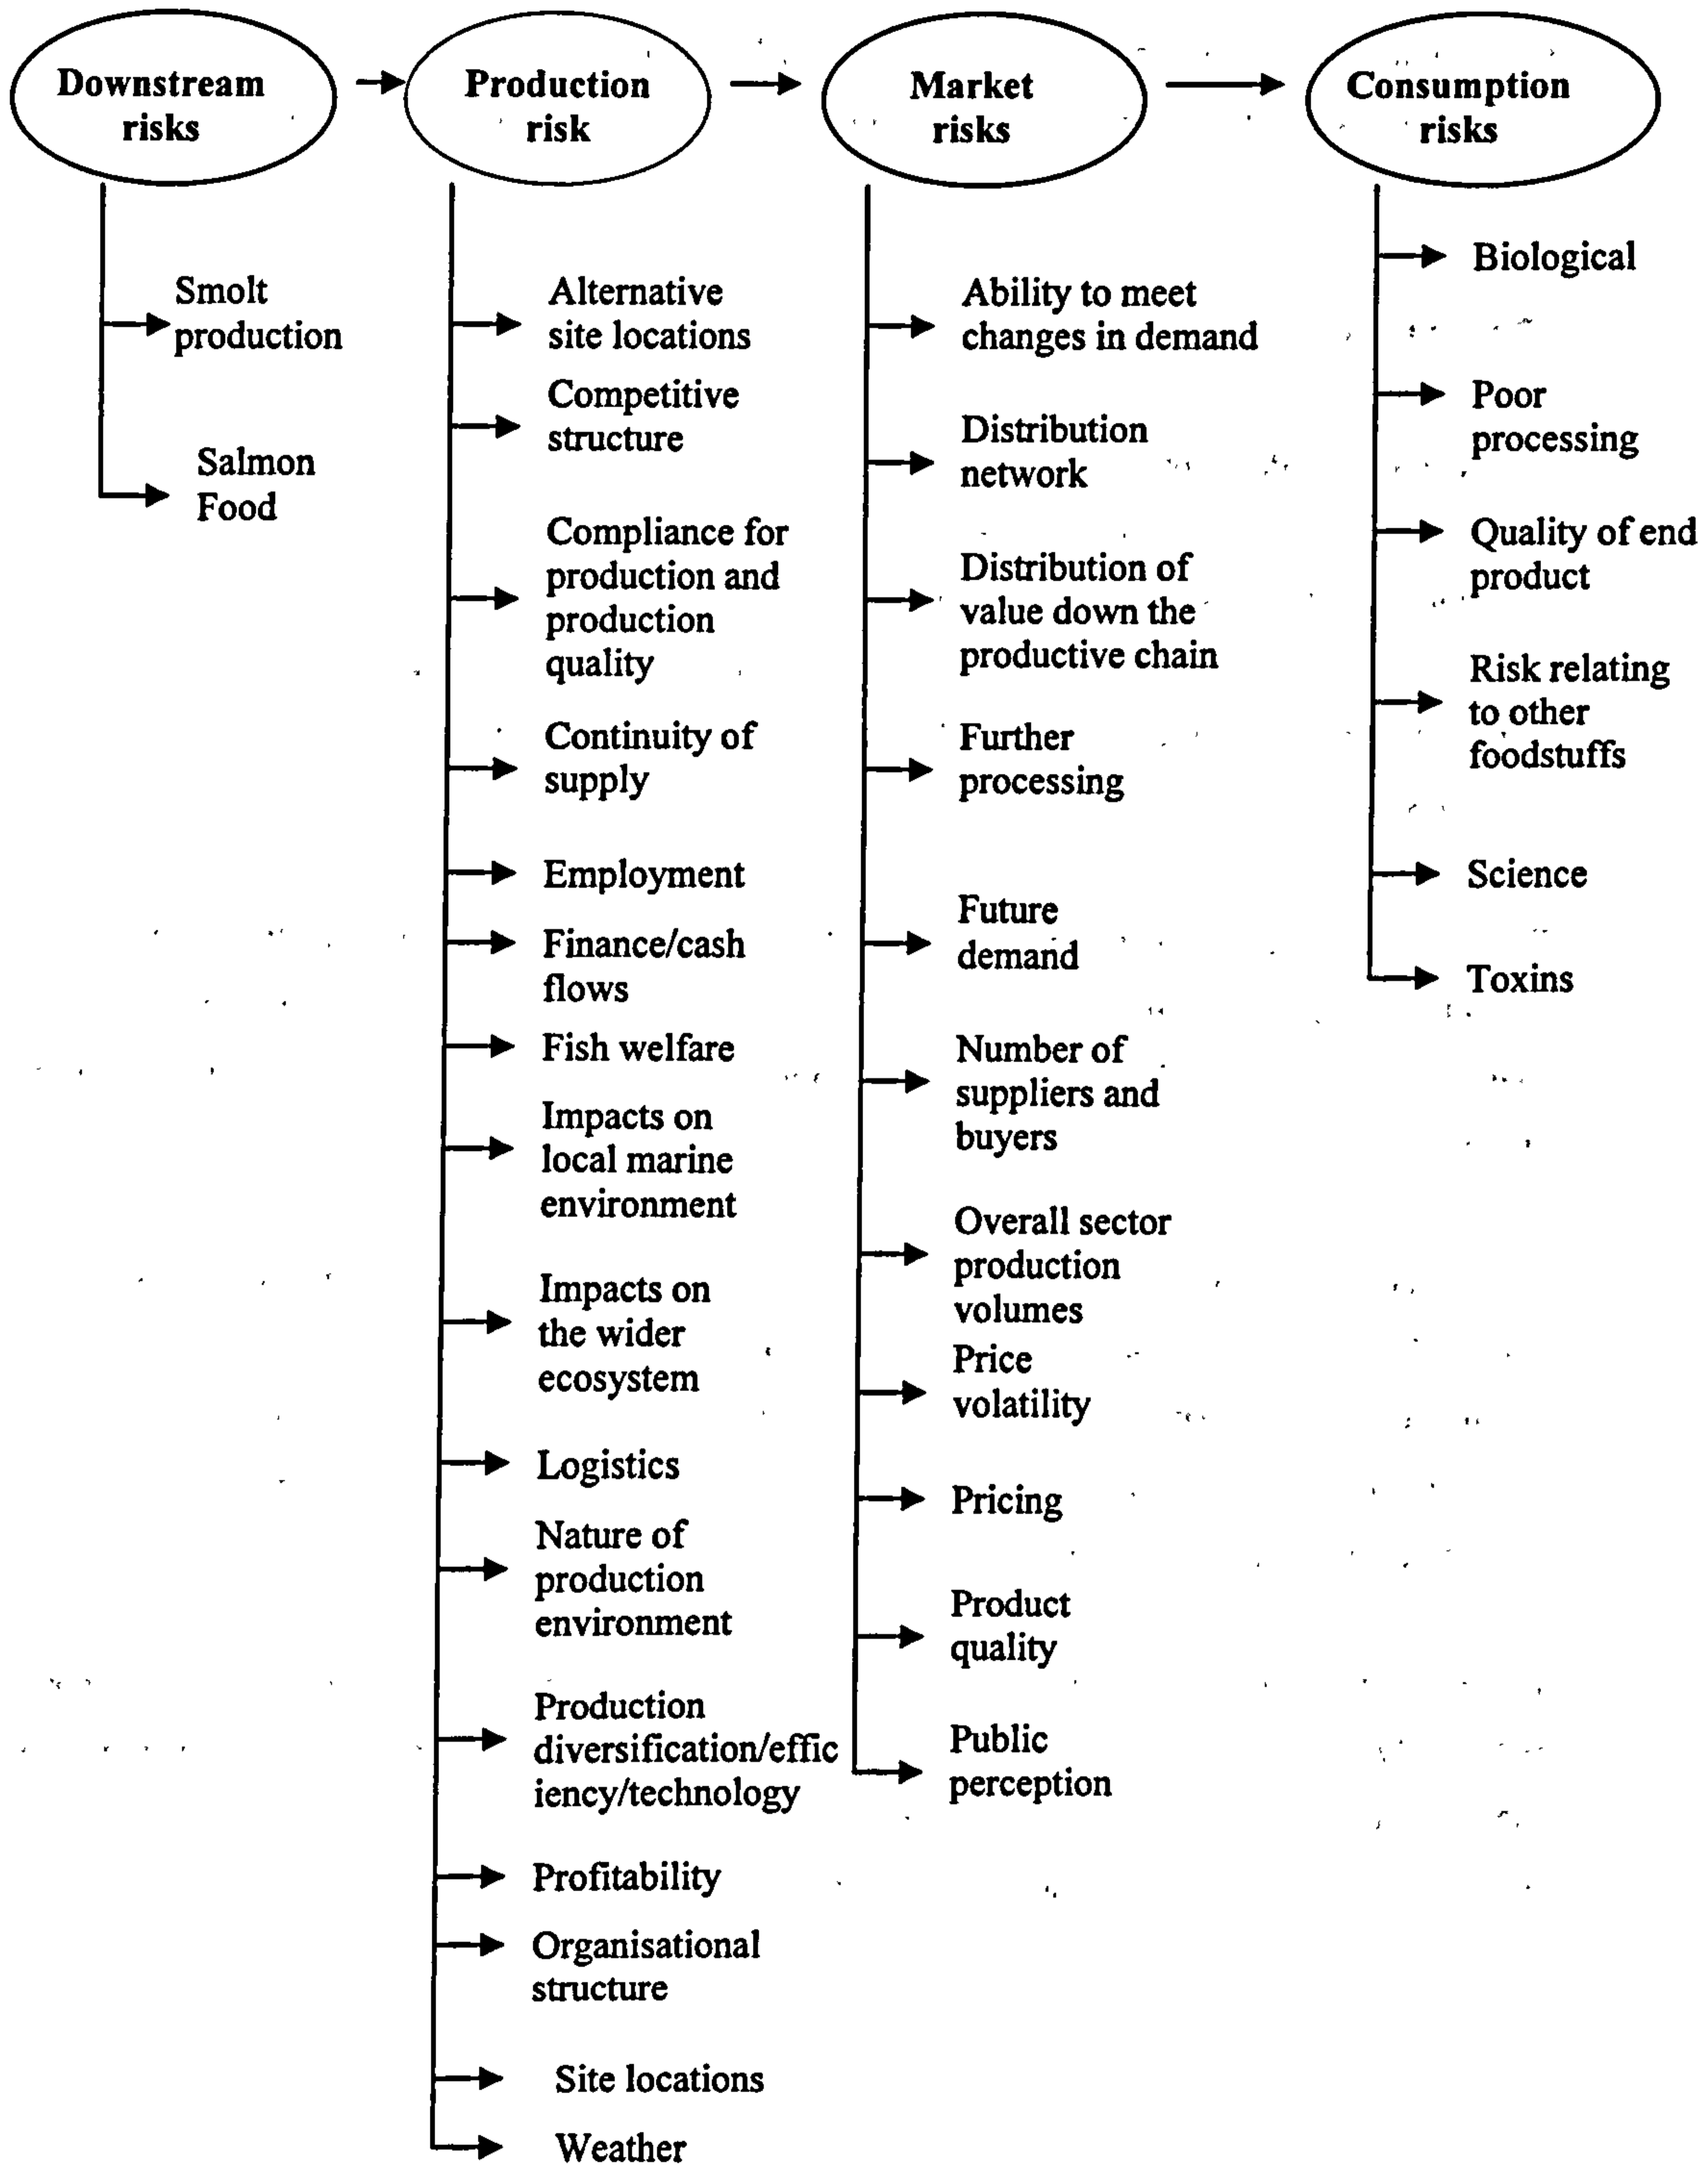 Downstream
risks
Production
risk
Market
risks
Consumption
risks
Smolt
production
Salmon
Food
Alternative
site locations
Competitive
structure
Compliance for
production and
production
quality
Continuity of
supply
Employment
Finance/cash
flows
Fish welfare
Impacts on
local marine
environment
Impacts on
the wider
ecosystem
Logistics
Nature of
production
environment
Production
diversification/effic
iency/technology
Profitability
Organisational
structure
Site locations
Weather
Ability to meet
changes in demand
Distribution
network
Distribution of
value down the
productive chain
Further
processing
Future
demand
Number of
suppliers and
buyers
Overall sector
production
volumes
Price
volatility
Pricing
Product
quality
Public
perception
Biological
Poor
processing
Quality of end
product
Risk relating
to other
foodstuffs
Science
Toxins